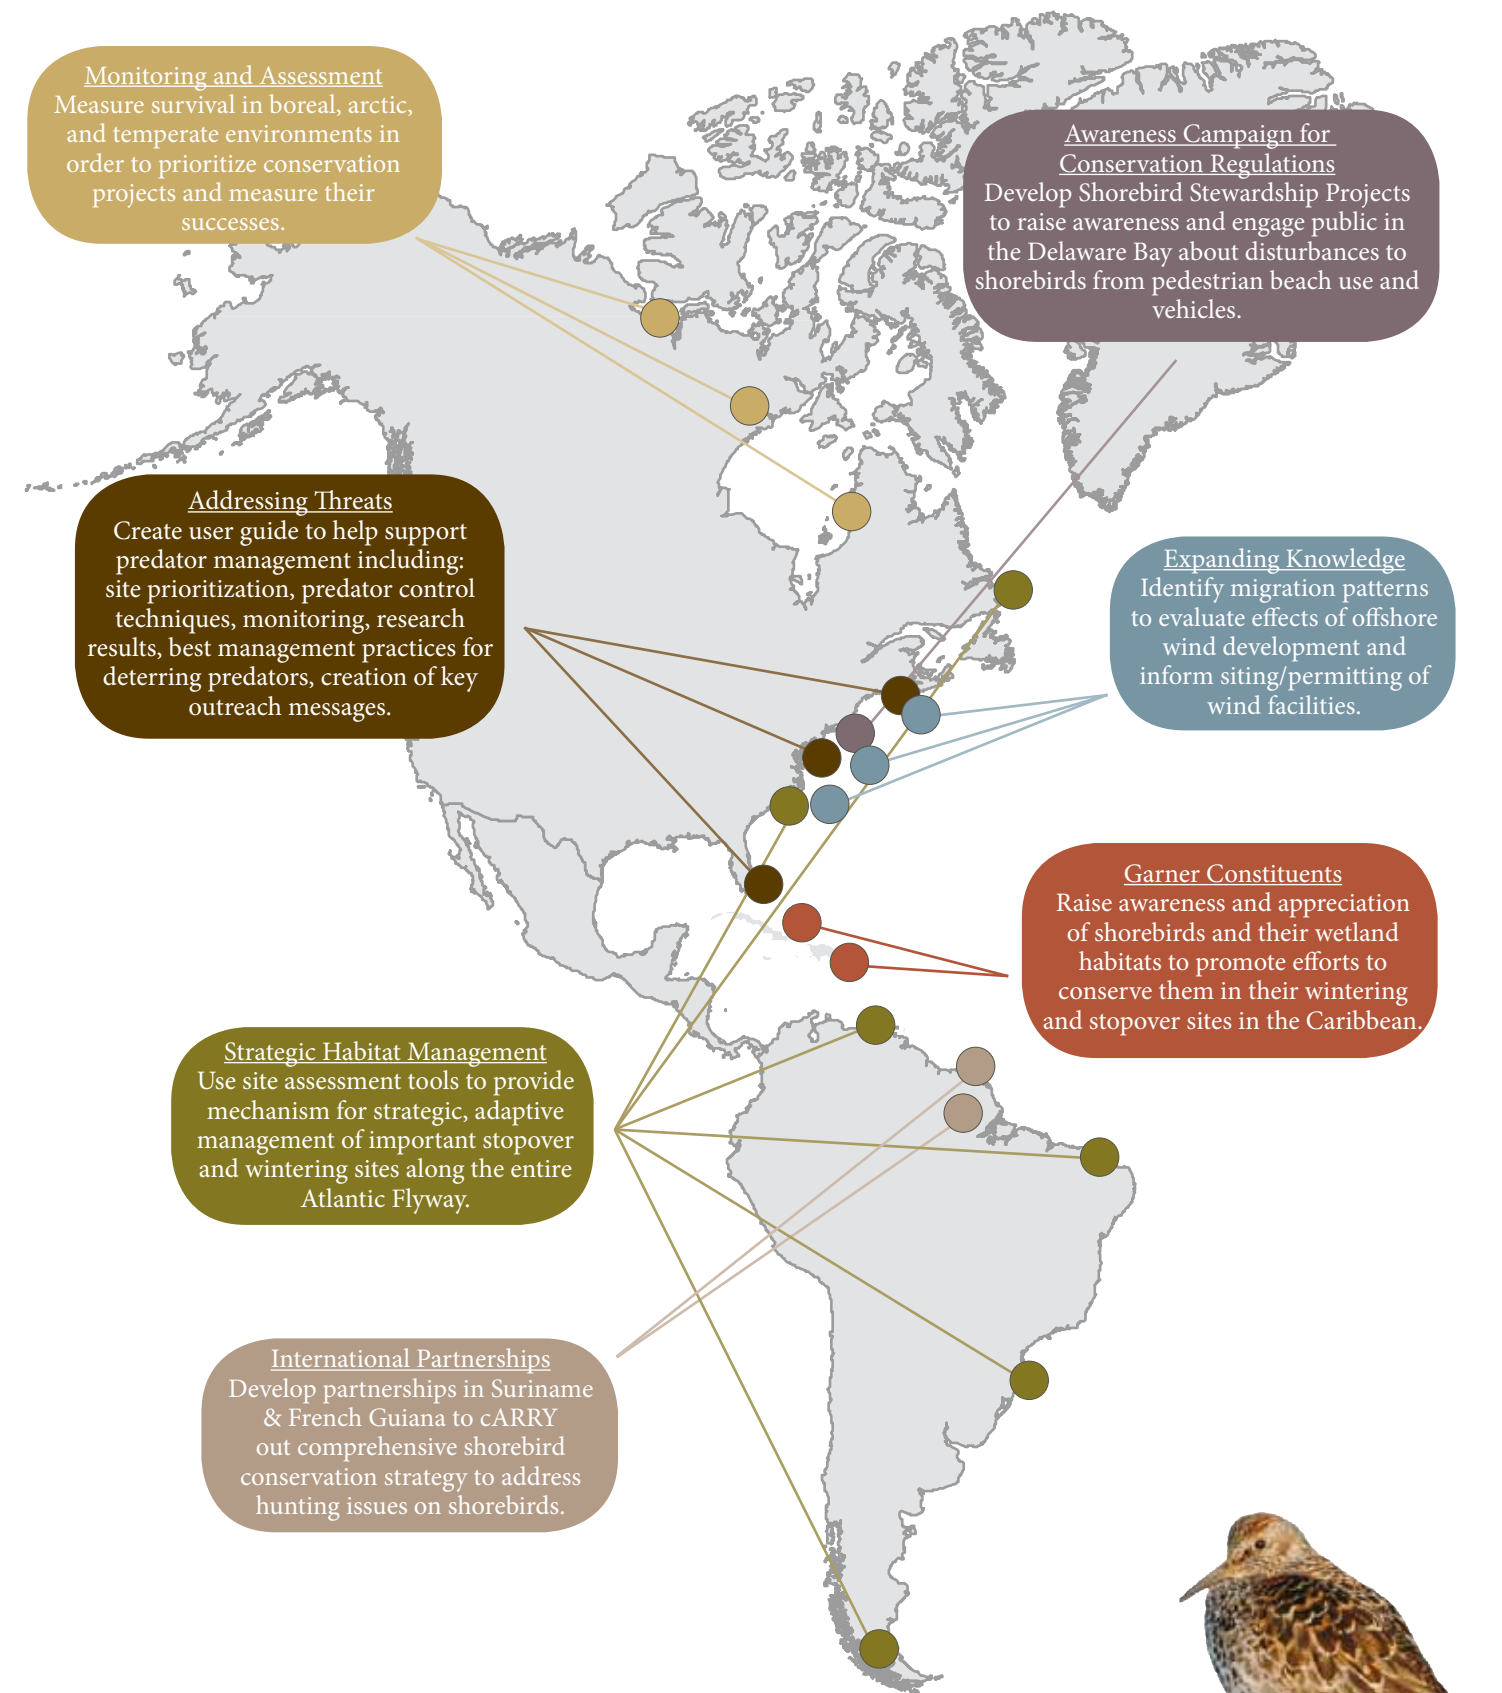 Monitoring and Assessment
Measure survival in boreal, arctic,
and temperate environments in
order to prioritize conservation
projects and measure their
successes.
Awareness Campaign for
Conservation Regulations
Develop Shorebird Stewardship Projects
to raise awareness and engage public in
the Delaware Bay about disturbances to
shorebirds from pedestrian beach use and
vehicles.
Addressing Threats
Create user guide to help support
predator management including:
site prioritization, predator control
techniques, monitoring, research
results, best management practices for
deterring predators, creation of key
outreach messages.
Expanding Knowledge
Identify migration patterns
to evaluate effects of offshore
wind development and
inform siting/permitting of
wind facilities.
Garner Constituents
Raise awareness and appreciation
of shorebirds and their wetland
habitats to promote efforts to
conserve them in their wintering
and stopover sites in the Caribbean.
Strategic Habitat Management
Use site assessment tools to provide
mechanism for strategic, adaptive
management of important stopover
and wintering sites along the entire
Atlantic Flyway.
International Partnerships
Develop partnerships in Suriname
& French Guiana to cARRY
out comprehensive shorebird
conservation strategy to address
hunting issues on shorebirds.